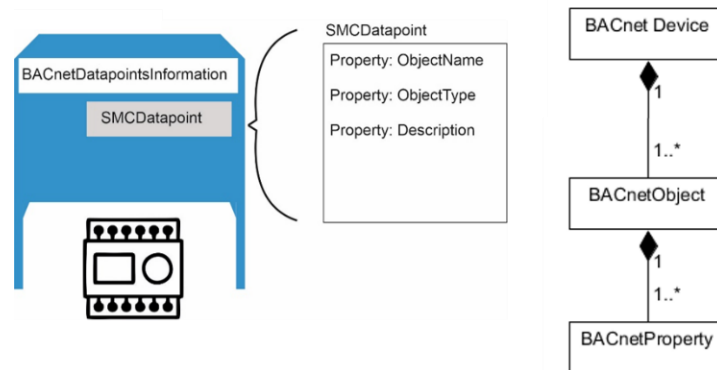 BACnetDatapointsInformation
SMCDatapoint
SMCDatapoint
Property: ObjectName
Property: ObjectType
Property: Description
BACnet Device
1
1..*
BACnetObject
1
1..*
BACnetProperty